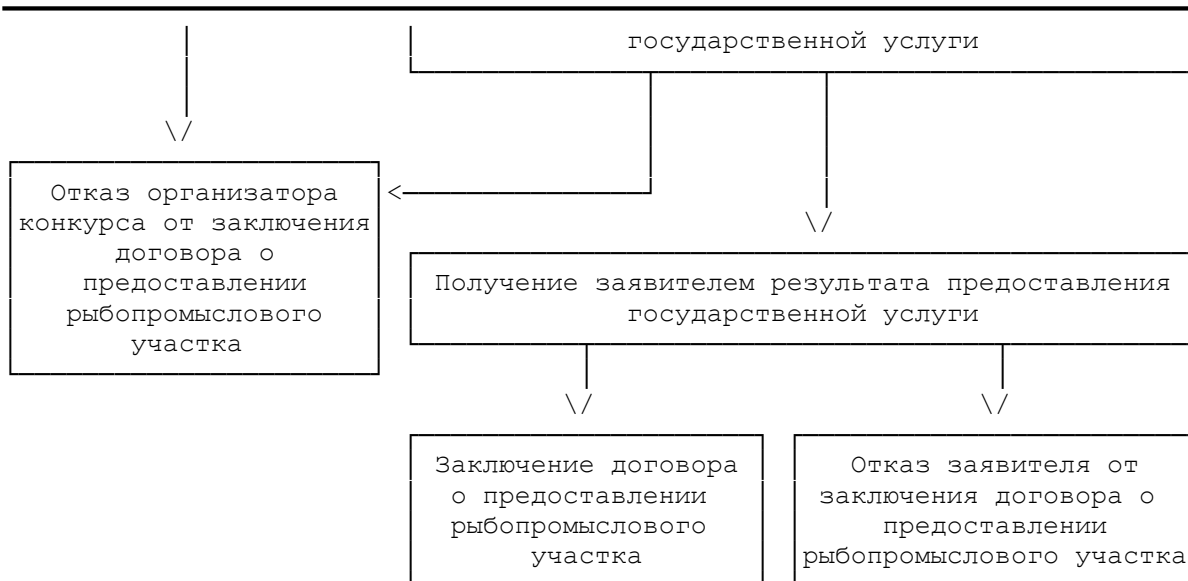 государственной услуги
Отказ организатора
конкурса от заключения
договора о
предоставлении
рыбопромыслового
участка
Получение заявителем результата предоставления
государственной услуги
Заключение договора
о предоставлении
рыбопромыслового
участка
Отказ заявителя от
заключения договора о
предоставлении
рыбопромыслового участка